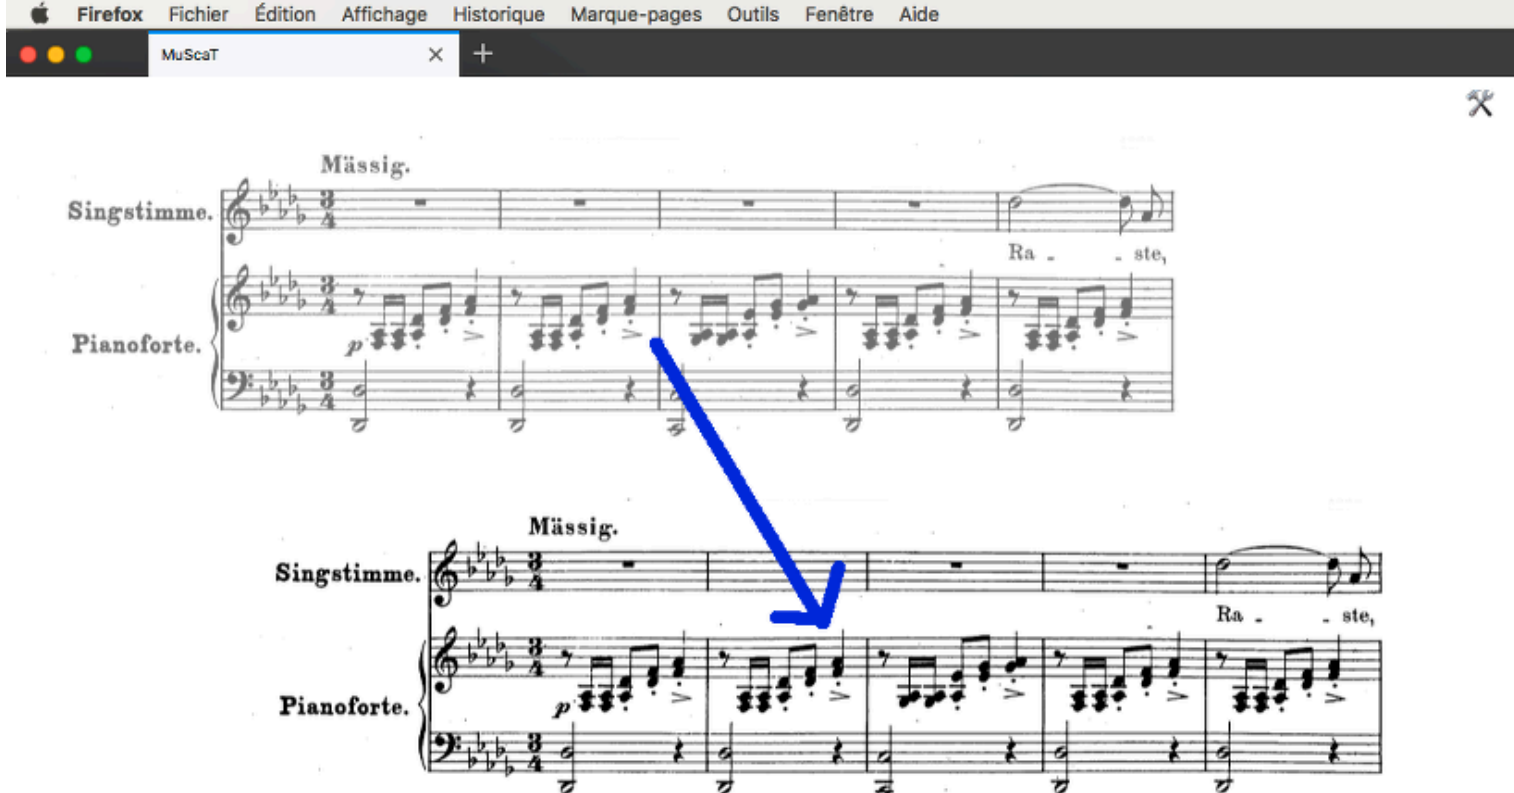 Firefox Fichier Édition Affichage Historique Marque-pages Outils Fenêtre Aide
MuScaT
Mässig.
Singstimme.
Ra - - ste,
Pianoforte.
p
Mässig.
Singstimme.
Ra - - ste,
Pianoforte.
p